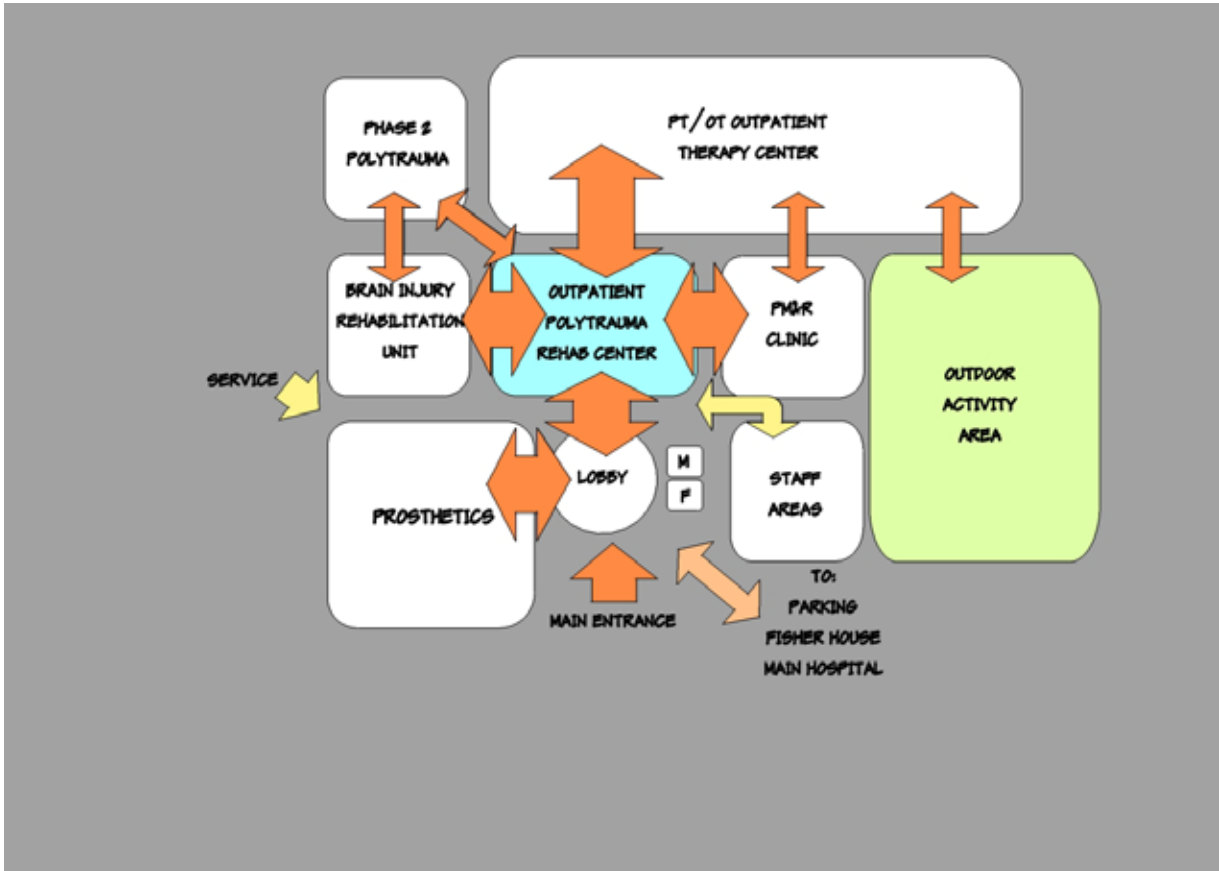 PHASE 2
POLYTRAUMA
PT/OT OUTPATIENT
THERAPY CENTER
BRAIN INJURY
REHABILITATION
UNIT
OUTPATIENT
POLYTRAUMA
REHAB CENTER
PM&R
CLINIC
OUTDOOR
ACTIVITY
AREA
SERVICE
PROSTHETICS
LOBBY
M
F
STAFF
AREAS
MAIN ENTRANCE
TO:
PARKING
FISHER HOUSE
MAIN HOSPITAL